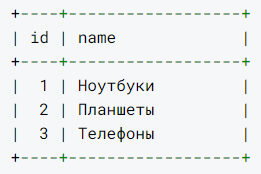 +----+------------------+
| id | name             |
+----+------------------+
|  1 | Ноутбуки         |
|  2 | Планшеты         |
|  3 | Телефоны         |
+----+------------------+